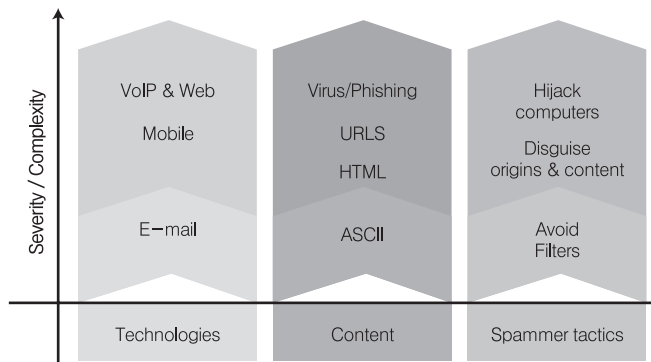 Severity / Complexity
VoIP & Web
Mobile
E-mail
Technologies
Virus/Phishing
URLS
HTML
ASCII
Content
Hijack
computers
Disguise
origins & content
Avoid
Filters
Spammer tactics